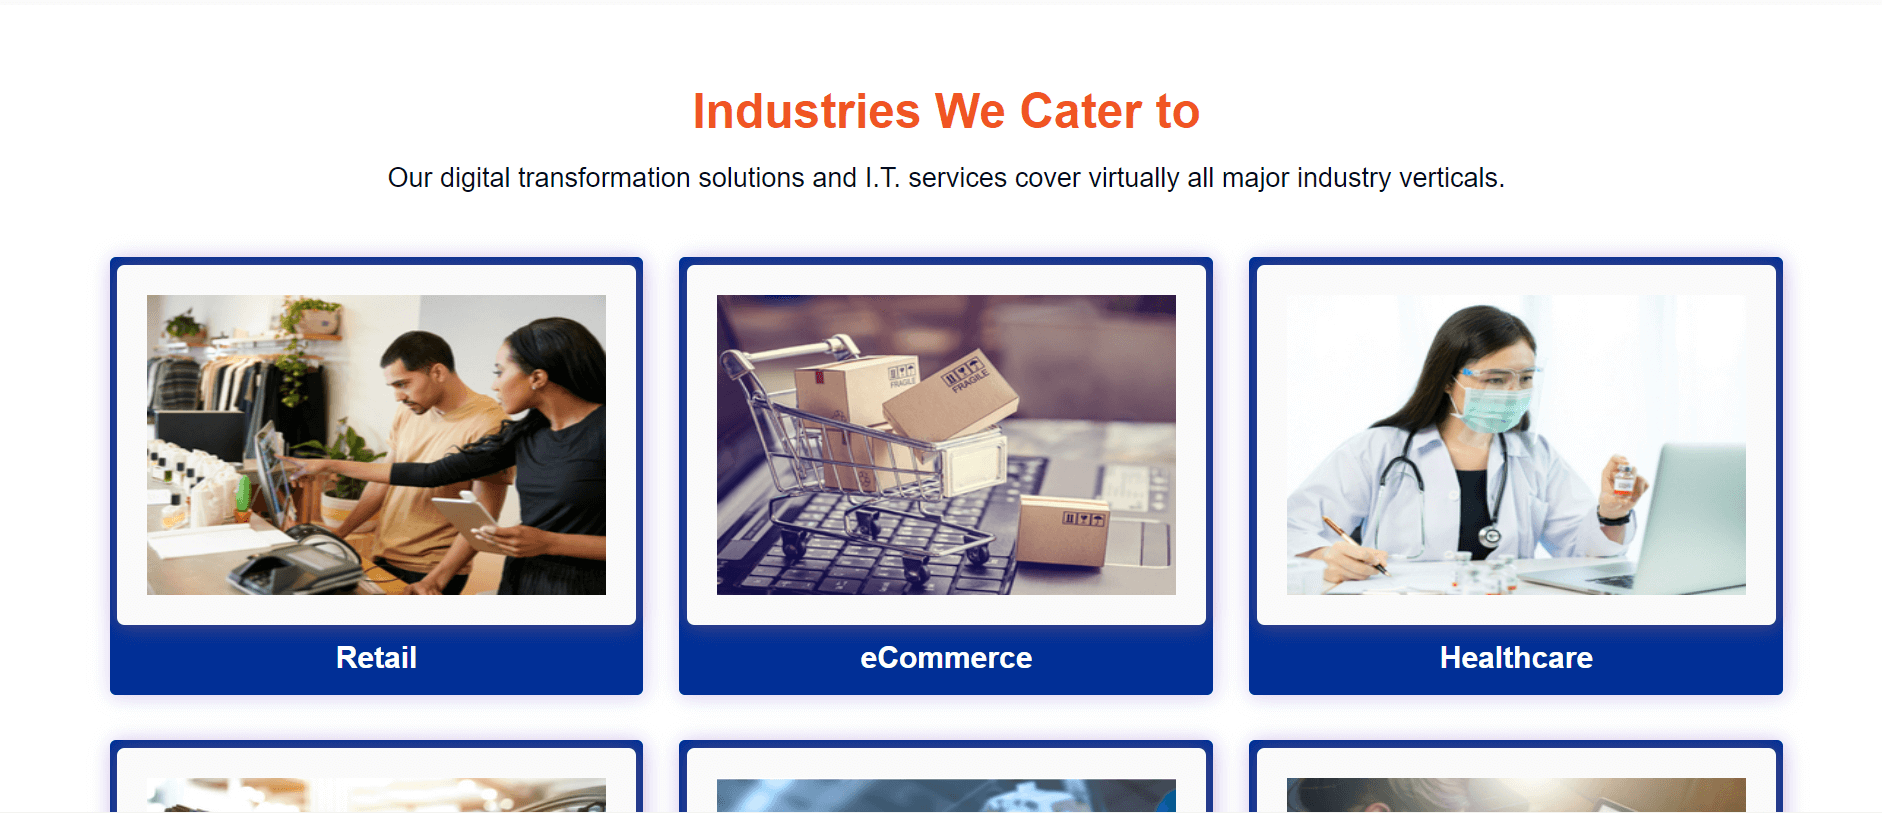 Industries We Cater to
Our digital transformation solutions and I.T. services cover virtually all major industry verticals.
FRAGILE
FRAGILE
Retail
eCommerce
Healthcare